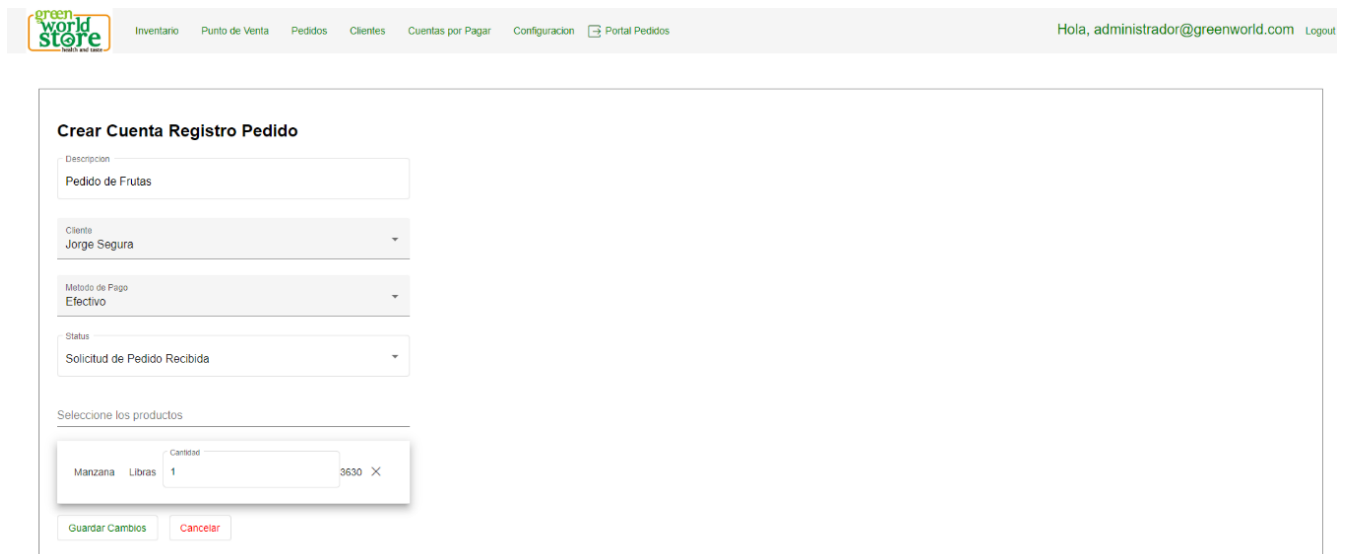 green
world
store
health and taste
Inventario Punto de Venta Pedidos Clientes Cuentas por Pagar Configuracion Portal Pedidos
Hola, administrador@greenworld.com Logout
Crear Cuenta Registro Pedido
Descripcion
Pedido de Frutas
Cliente
Jorge Segura
Metodo de Pago
Efectivo
Status
Solicitud de Pedido Recibida
Seleccione los productos
Cantidad
Manzana Libras 1 3630
Guardar Cambios Cancelar